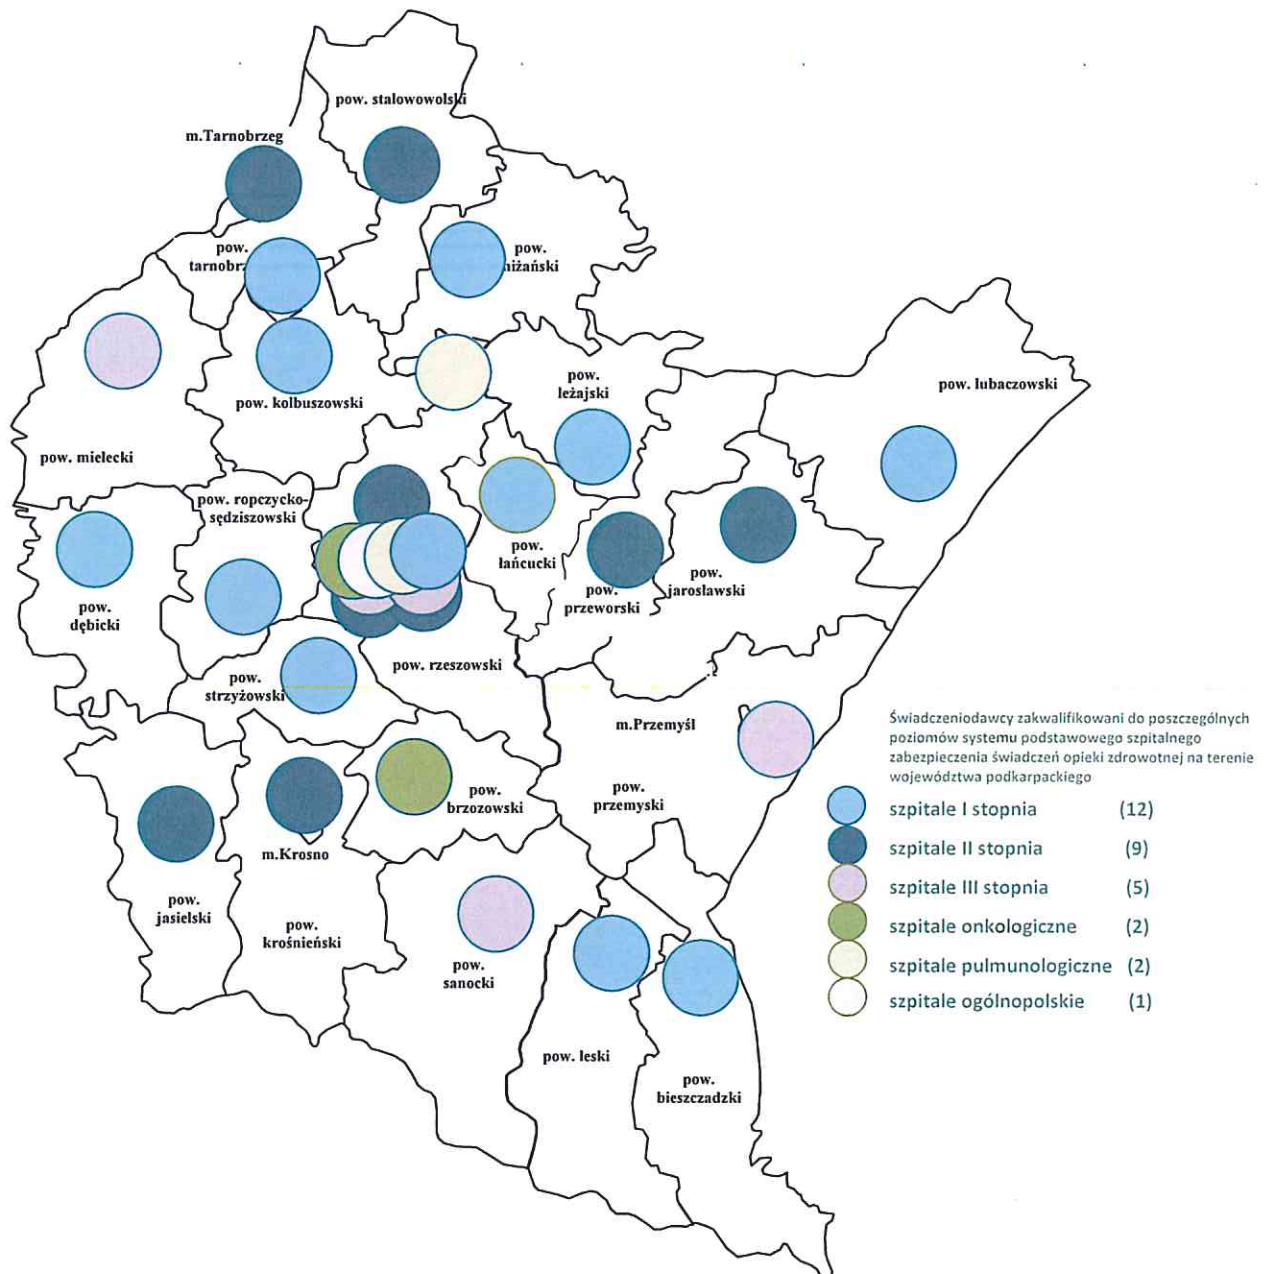 pow. stalowowolski
m.Tarnobrzeg
pow.
tarnobrz
pow.
niżański
pow. lubaczowski
pow.
leżajski
pow. kolbuszowski
pow. mielecki
pow. ropczycko-
sędziszowski
pow.
łańcucki
pow.
jarosławski
pow.
przeworski
pow.
dębicki
pow. rzeszowski
pow.
strzyżowski
m.Przemyśl
pow.
przemyski
pow.
brzozowski
m.Krosno
pow.
jasielski
pow.
krośnieński
pow.
sanocki
pow. leski
pow.
bieszczadzki
Świadczeniodawcy zakwalifikowani do poszczególnych
poziomów systemu podstawowego szpitalnego
zabezpieczenia świadczeń opieki zdrowotnej na terenie
województwa podkarpackiego
szpitale I stopnia (12)
szpitale II stopnia (9)
szpitale III stopnia (5)
szpitale onkologiczne (2)
szpitale pulmunologiczne (2)
szpitale ogólnopolskie (1)